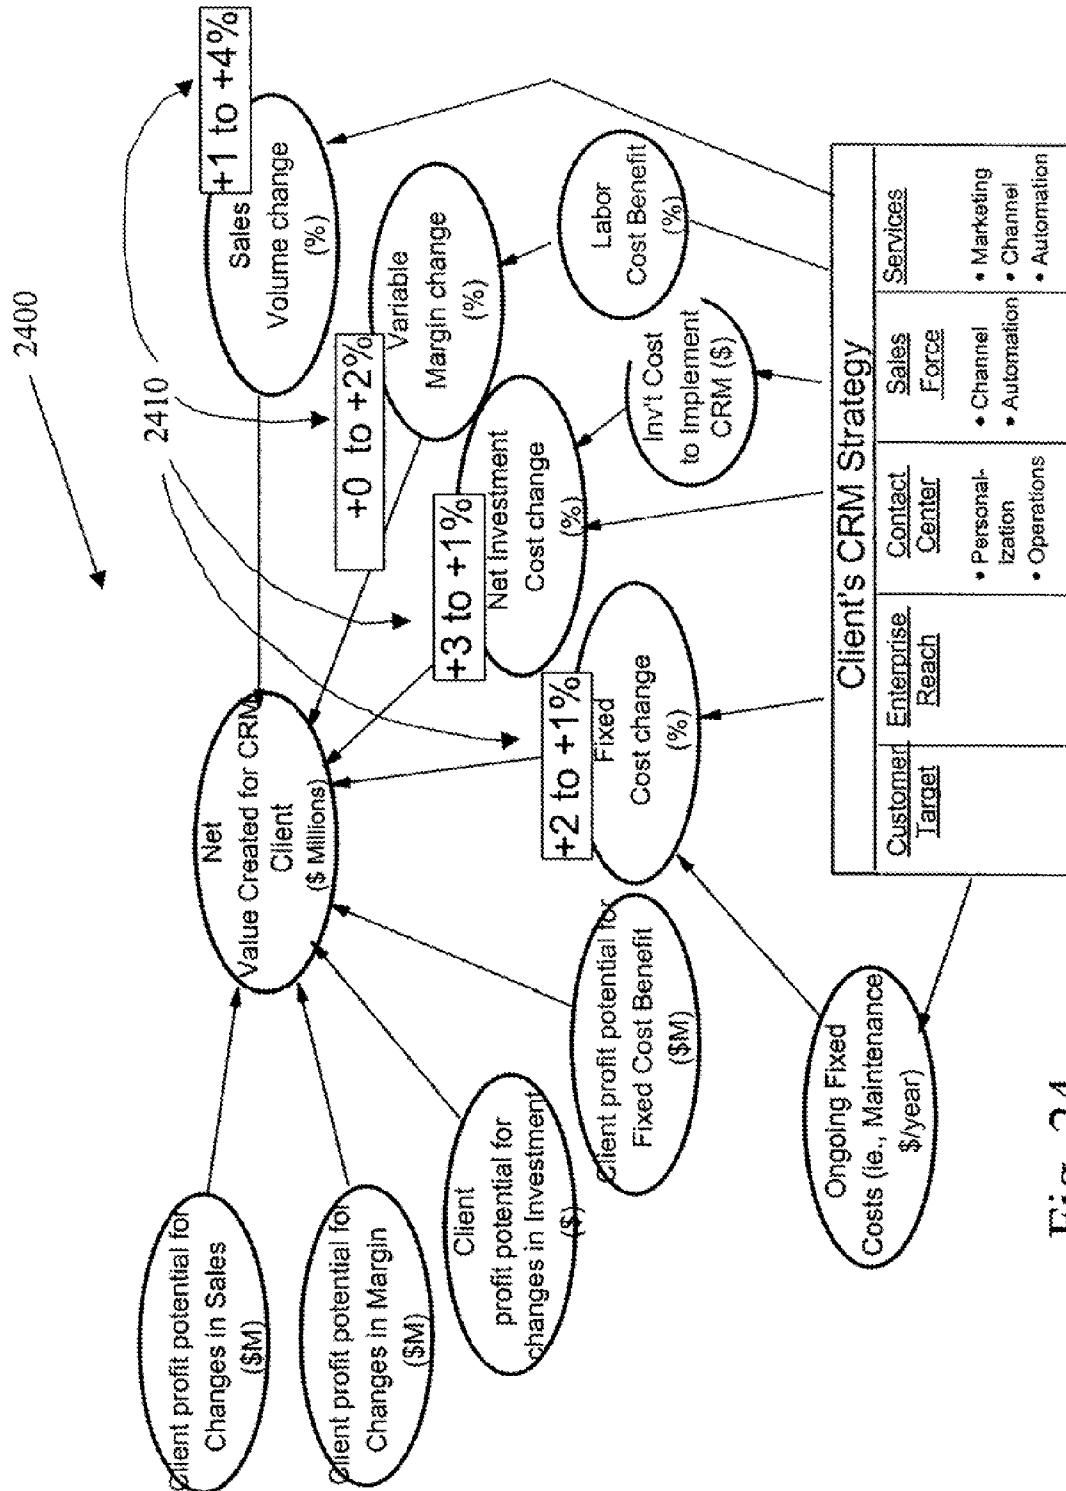 2400
2410
+1 to +4%
Sales
Volume change
(%)
+0 to +2%
Variable
Margin change
(%)
+3 to +1%
Net Investment
Cost change
(%)
+2 to +1%
Fixed
Cost change
(%)
Labor
Cost Benefit
(%)
Inv't Cost
to Implement
CRM ($)
Net
Value Created for CRM
Client
($ Millions)
Client profit potential for
Changes in Sales
($M)
Client profit potential for
Changes in Margin
($M)
Client
profit potential for
changes in Investment
($)
Client profit potential for
Fixed Cost Benefit
($M)
Ongoing Fixed
Costs (ie., Maintenance
$/year)
Client's CRM Strategy
Customer
Target
Enterprise
Reach
Contact
Center
• Personal-
ization
• Operations
Sales
Force
• Channel
• Automation
Services
• Marketing
• Channel
• Automation
Fig. 24